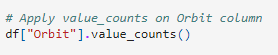 # Apply value_counts on Orbit column
df["Orbit"].value_counts()